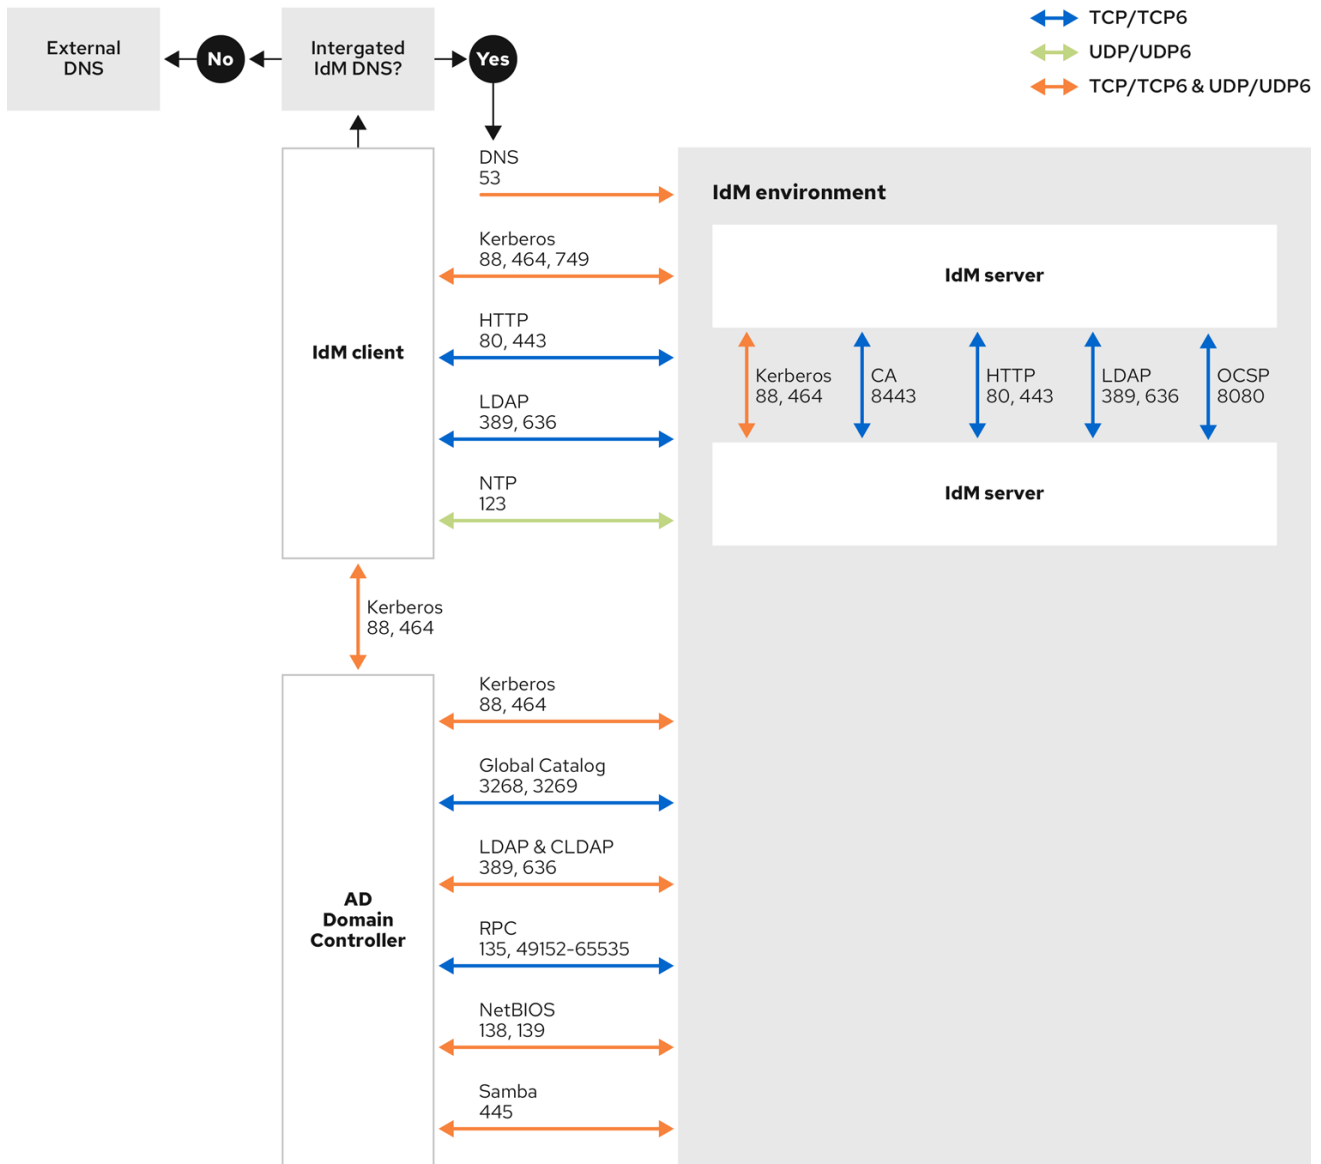 External
DNS
No
Intergated
IdM DNS?
Yes
TCP/TCP6
UDP/UDP6
TCP/TCP6 & UDP/UDP6
DNS
53
Kerberos
88, 464, 749
HTTP
80, 443
LDAP
389, 636
NTP
123
IdM client
IdM environment
IdM server
Kerberos
88, 464
CA
8443
HTTP
80, 443
LDAP
389, 636
OCSP
8080
IdM server
Kerberos
88, 464
AD
Domain
Controller
Kerberos
88, 464
Global Catalog
3268, 3269
LDAP & CLDAP
389, 636
RPC
135, 49152-65535
NetBIOS
138, 139
Samba
445